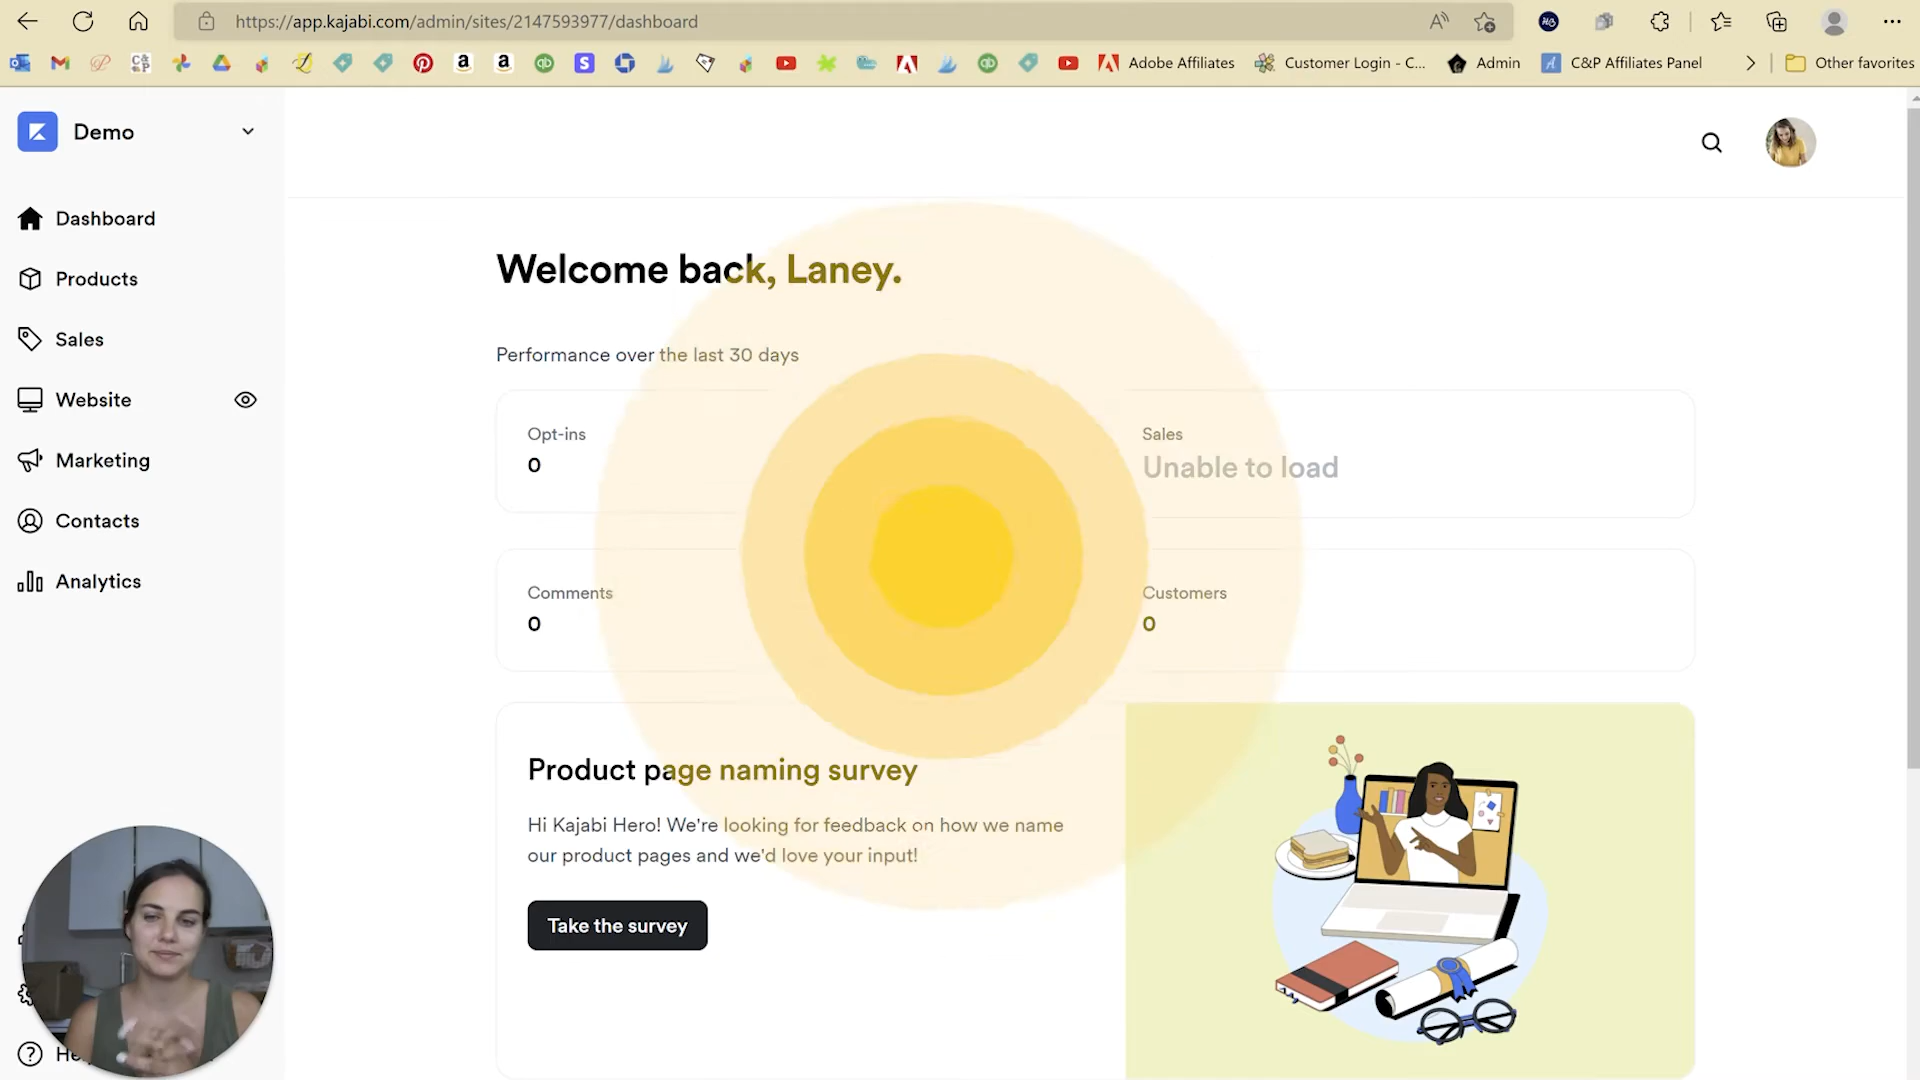 https://app.kajabi.com/admin/sites/2147593977/dashboard
Adobe Affiliates
Customer Login - C...
Admin
C&P Affiliates Panel
Other favorites
Demo
Dashboard
Products
Sales
Website
Marketing
Contacts
Analytics
Welcome back, Laney.
Performance over the last 30 days
Opt-ins
0
Sales
Unable to load
Comments
0
Customers
0
Product page naming survey
Hi Kajabi Hero! We're looking for feedback on how we name
our product pages and we'd love your input!
Take the survey